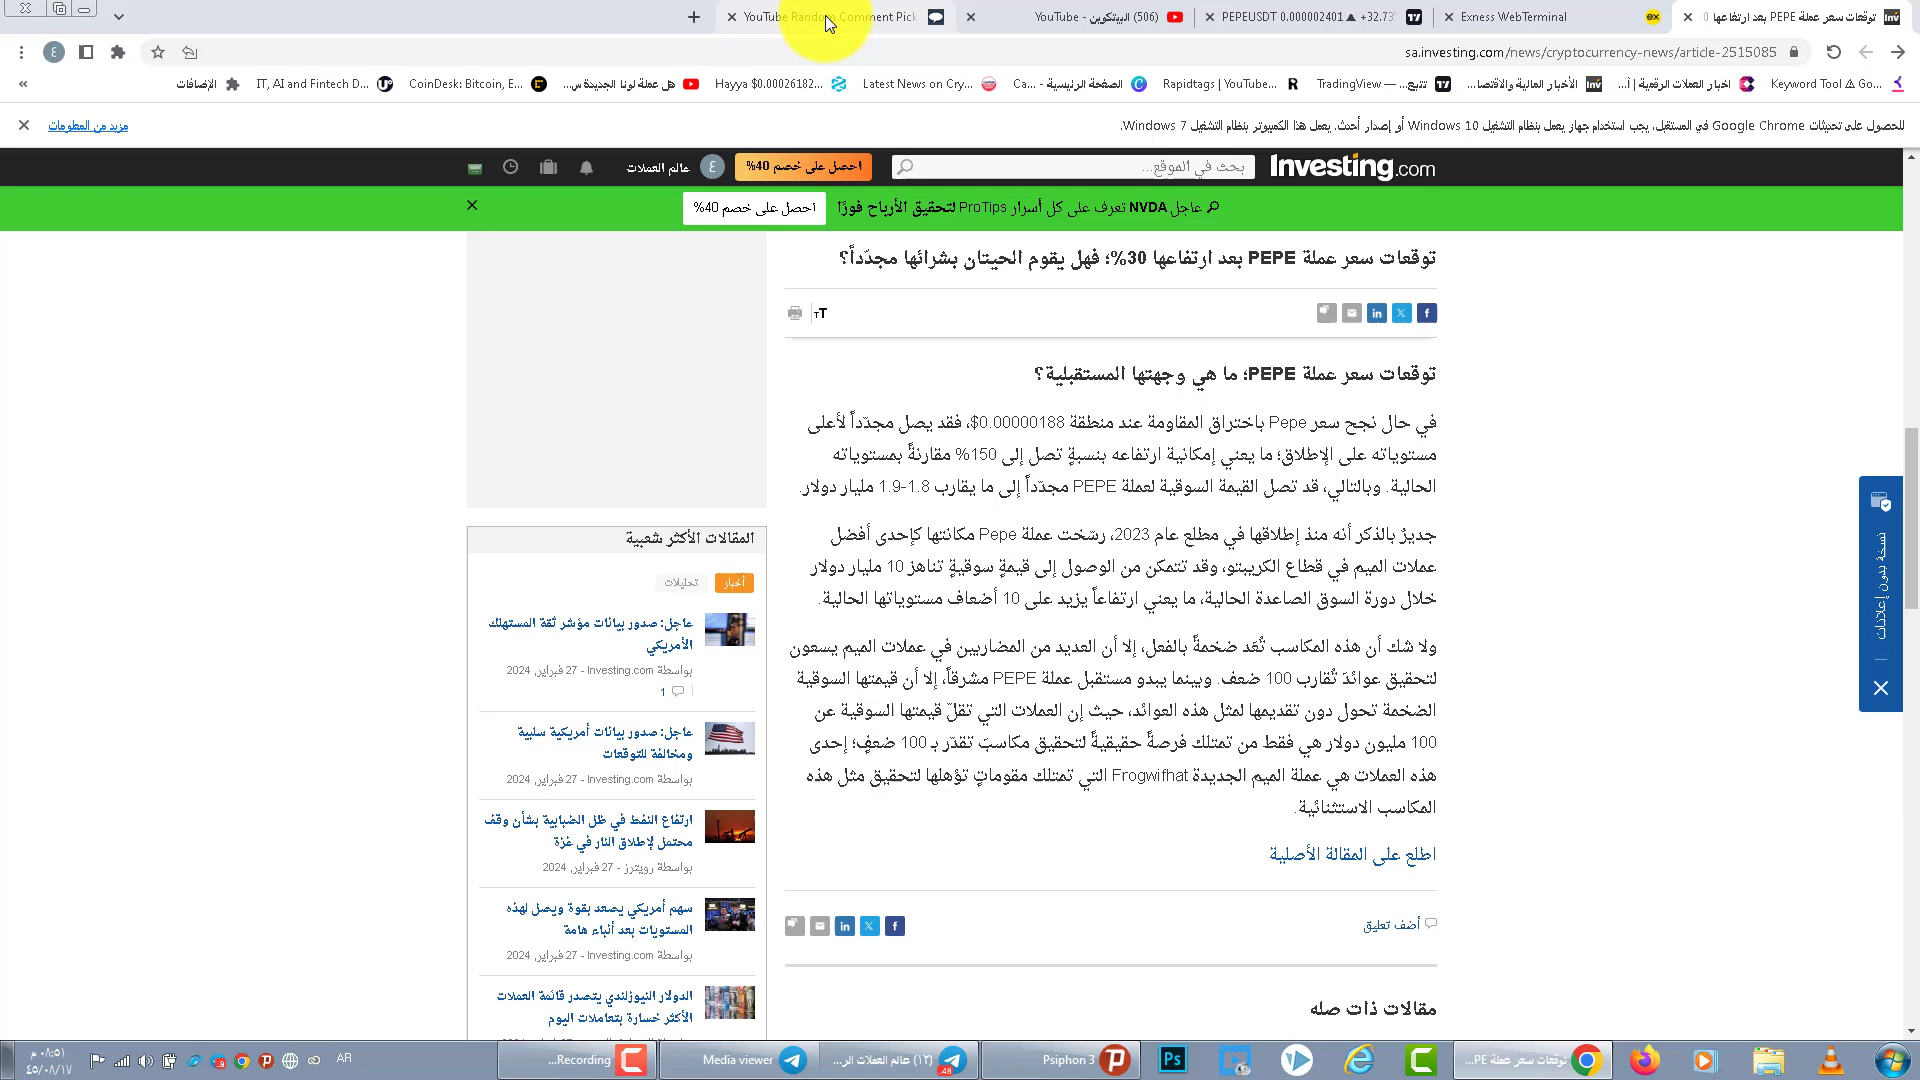 توقعات سعر عملة PEPE بعد ارتفاعها 30
Exness WebTerminal
PEPEUSDT 0.000002401 ▲ +32.73
(506) البيتكوين - YouTube
YouTube Random Comment Pick
sa.investing.com/news/cryptocurrency-news/article-2515085
Keyword Tool ⚠ Go...
اخبار العملات الرقمية | أ...
الأخبار المالية والاقتصا...
تتبع... — TradingView
Rapidtags | YouTube...
الصفحة الرئيسية - Ca...
Latest News on Cry...
Hayya $0.00026182...
هل عملة لونا الجديدة س...
CoinDesk: Bitcoin, E...
IT, AI and Fintech D...
الإضافات
للحصول على تحديثات Google Chrome في المستقبل، يجب استخدام جهاز يعمل بنظام التشغيل Windows 10 أو إصدار أحدث. يعمل هذا الكمبيوتر بنظام التشغيل Windows 7.
مزيد من المعلومات
Investing.com
بحث في الموقع...
احصل على خصم 40%
ع
عالم العملات
عاجل NVDA تعرف على كل أسرار ProTips لتحقيق الأرباح فورًا
احصل على خصم 40%
توقعات سعر عملة PEPE بعد ارتفاعها 30%؛ فهل يقوم الحيتان بشرائها مجدّداً؟
توقعات سعر عملة PEPE؛ ما هي وجهتها المستقبلية؟
في حال نجح سعر Pepe باختراق المقاومة عند منطقة 0.00000188$، فقد يصل مجدّداً لأعلى
مستوياته على الإطلاق؛ ما يعني إمكانية ارتفاعه بنسبةٍ تصل إلى 150% مقارنةً بمستوياته
الحالية. وبالتالي، قد تصل القيمة السوقية لعملة PEPE مجدّداً إلى ما يقارب 1.8-1.9 مليار دولار.
جديرٌ بالذكر أنه منذ إطلاقها في مطلع عام 2023، رسّخت عملة Pepe مكانتها كإحدى أفضل
عملات الميم في قطاع الكريبتو، وقد تتمكن من الوصول إلى قيمةٍ سوقيةٍ تناهز 10 مليار دولار
خلال دورة السوق الصاعدة الحالية، ما يعني ارتفاعاً يزيد على 10 أضعاف مستوياتها الحالية.
ولا شك أن هذه المكاسب تُعَد ضخمةً بالفعل، إلا أن العديد من المضاربين في عملات الميم يسعون
لتحقيق عوائدَ تُقارب 100 ضعف. وبينما يبدو مستقبل عملة PEPE مشرقاً، إلا أن قيمتها السوقية
الضخمة تحول دون تقديمها لمثل هذه العوائد، حيث إن العملات التي تقلّ قيمتها السوقية عن
100 مليون دولار هي فقط من تمتلك فرصةً حقيقيةً لتحقيق مكاسبَ تقدّر بـ 100 ضعفٍ؛ إحدى
هذه العملات هي عملة الميم الجديدة Frogwifhat التي تمتلك مقوماتٍ تؤهلها لتحقيق مثل هذه
المكاسب الاستثنائية.
اطلع على المقالة الأصلية
أضف تعليق
مقالات ذات صله
المقالات الأكثر شعبية
أخبار
تحليلات
عاجل: صدور بيانات مؤشر ثقة المستهلك
الأمريكي
بواسطة Investing.com - 27 فبراير, 2024
1
عاجل: صدور بيانات أمريكية سلبية
ومخالفة للتوقعات
بواسطة Investing.com - 27 فبراير, 2024
ارتفاع النفط في ظل الضبابية بشأن وقف
محتمل لإطلاق النار في غزة
بواسطة رويترز - 27 فبراير, 2024
سهم أمريكي يصعد بقوة ويصل لهذه
المستويات بعد أنباء هامة
بواسطة Investing.com - 27 فبراير, 2024
الدولار النيوزلندي يتصدر قائمة العملات
الأكثر خسارة بتعاملات اليوم
نسخة بدون إعلانات
توقعات سعر عملة PE...
Psiphon 3
(١٢) عالم العملات الر...
Media viewer
Recording...
AR
٠٨:٥١ م
٤٥/٠٨/١٧